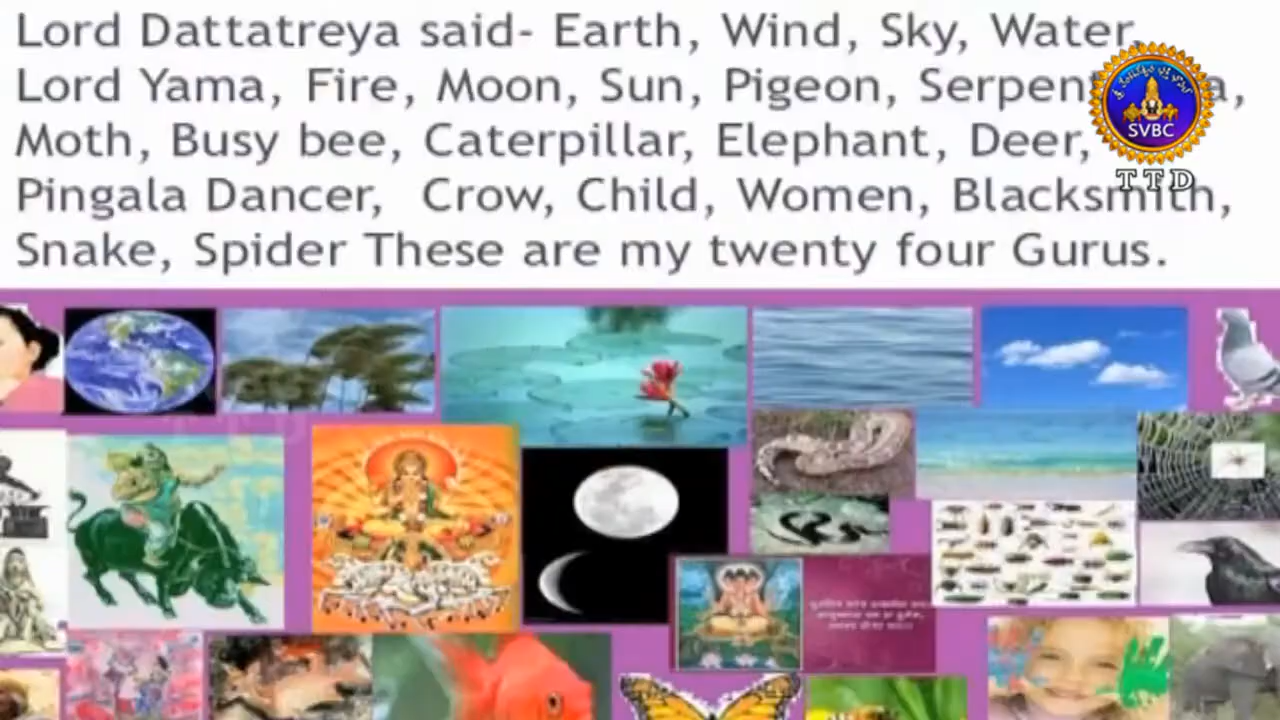 Lord Dattatreya said- Earth, Wind, Sky, Water,
Lord Yama, Fire, Moon, Sun, Pigeon,
Moth, Busy bee, Caterpillar, Elephant, Deer,
Pingala Dancer, Crow, Child, Women, Blacksmith,
Snake, Spider These are my twenty four Gurus.
SVBC
TTD